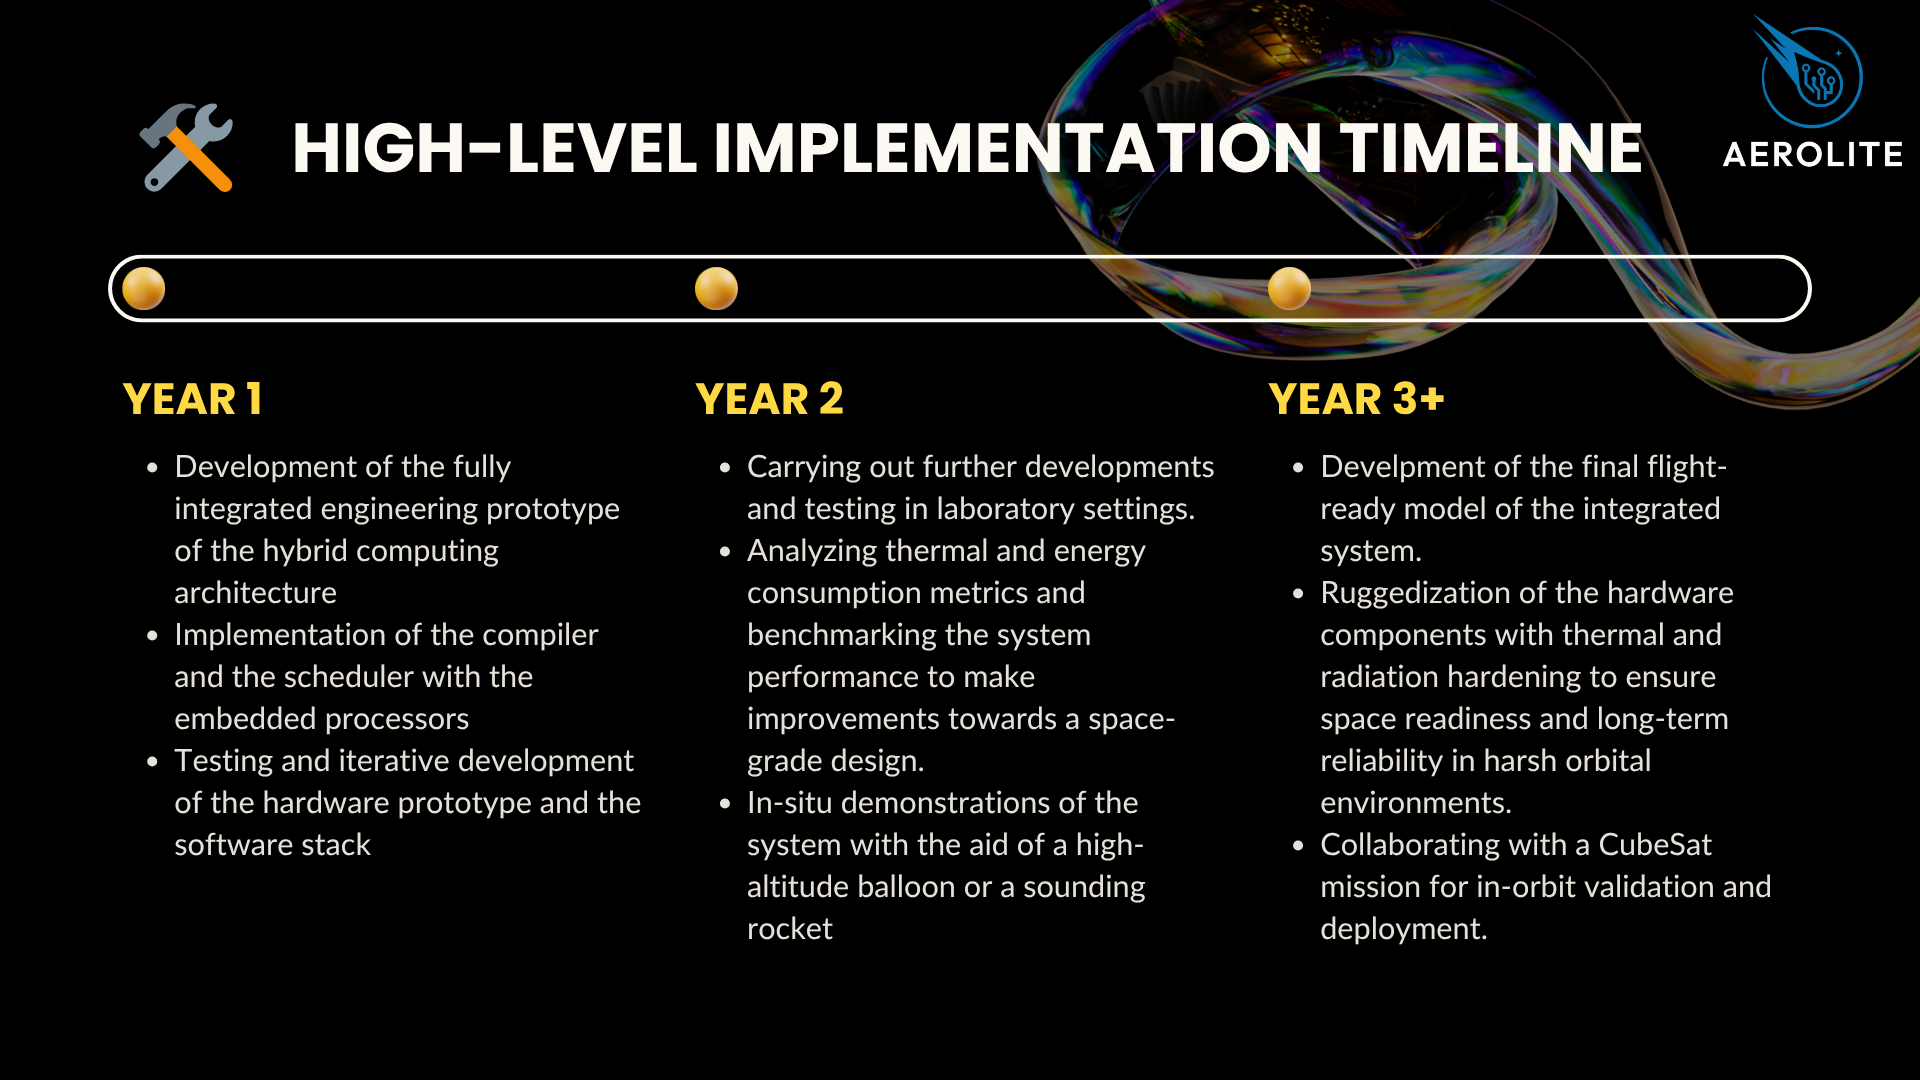 HIGH-LEVEL IMPLEMENTATION TIMELINE
AEROLITE
YEAR 1
• Development of the fully
integrated engineering prototype
of the hybrid computing
architecture
• Implementation of the compiler
and the scheduler with the
embedded processors
• Testing and iterative development
of the hardware prototype and the
software stack
YEAR 2
• Carrying out further developments
and testing in laboratory settings.
• Analyzing thermal and energy
consumption metrics and
benchmarking the system
performance to make
improvements towards a space-
grade design.
• In-situ demonstrations of the
system with the aid of a high-
altitude balloon or a sounding
rocket
YEAR 3+
• Develpment of the final flight-
ready model of the integrated
system.
• Ruggedization of the hardware
components with thermal and
radiation hardening to ensure
space readiness and long-term
reliability in harsh orbital
environments.
• Collaborating with a CubeSat
mission for in-orbit validation and
deployment.